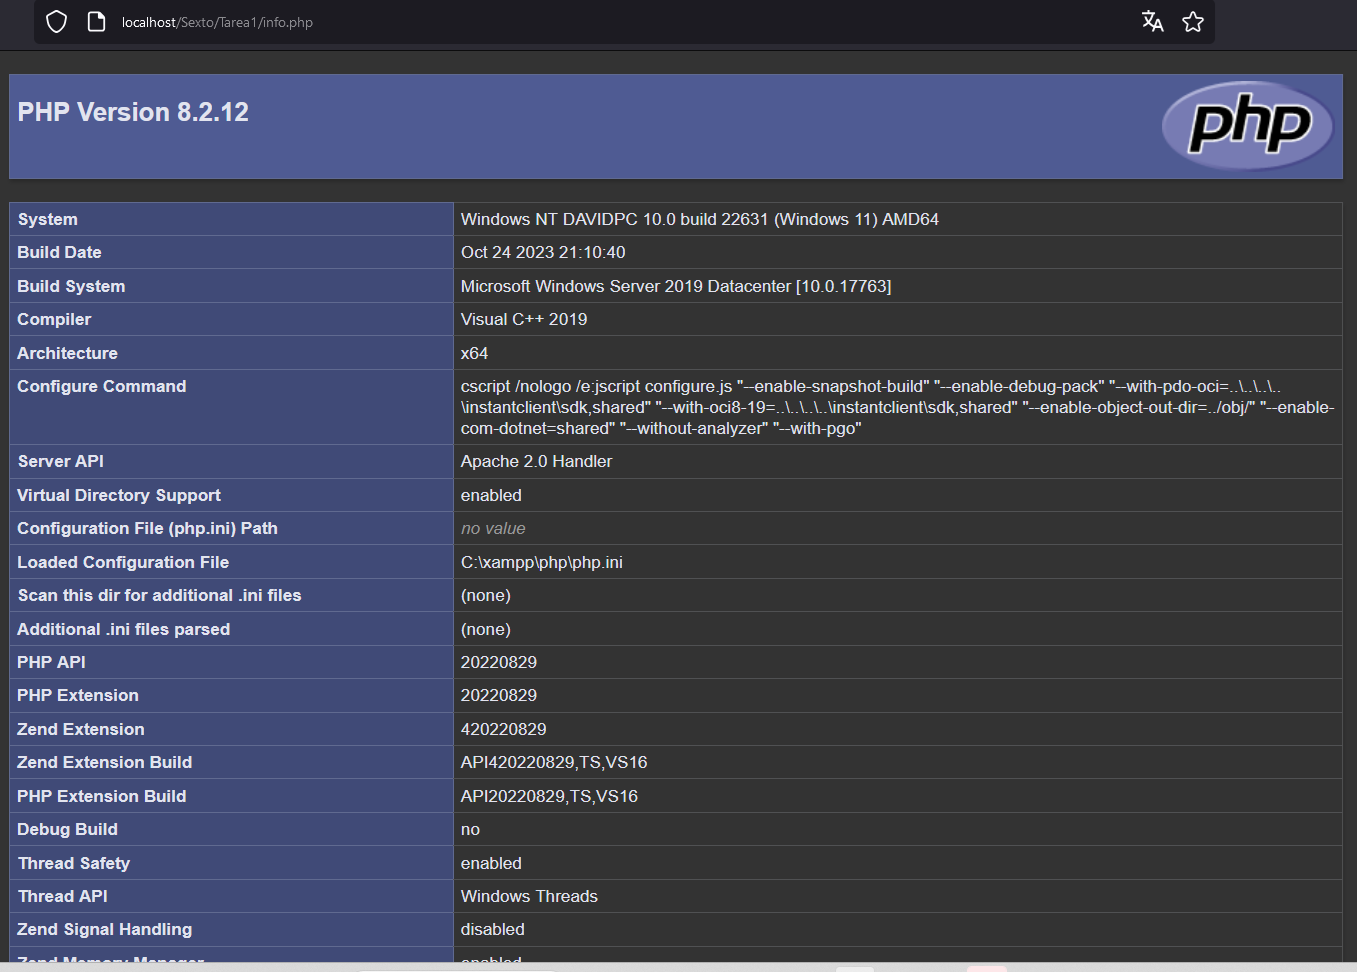 localhost/Sexto/Tarea1/info.php
PHP Version 8.2.12
php
System Windows NT DAVIDPC 10.0 build 22631 (Windows 11) AMD64
Build Date Oct 24 2023 21:10:40
Build System Microsoft Windows Server 2019 Datacenter [10.0.17763]
Compiler Visual C++ 2019
Architecture x64
Configure Command cscript /nologo /e:jscript configure.js "--enable-snapshot-build" "--enable-debug-pack" "--with-pdo-oci=..\..\..\..
\instantclient\sdk,shared" "--with-oci8-19=..\..\..\..\instantclient\sdk,shared" "--enable-object-out-dir=../obj/" "--enable-
com-dotnet=shared" "--without-analyzer" "--with-pgo"
Server API Apache 2.0 Handler
Virtual Directory Support enabled
Configuration File (php.ini) Path no value
Loaded Configuration File C:\xampp\php\php.ini
Scan this dir for additional .ini files (none)
Additional .ini files parsed (none)
PHP API 20220829
PHP Extension 20220829
Zend Extension 420220829
Zend Extension Build API420220829,TS,VS16
PHP Extension Build API20220829,TS,VS16
Debug Build no
Thread Safety enabled
Thread API Windows Threads
Zend Signal Handling disabled
Zend Memory Manager enabled